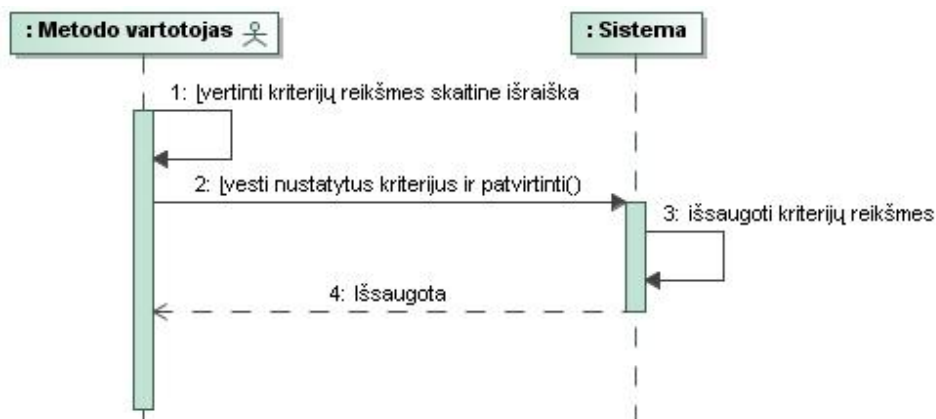 : Metodo vartotojas
: Sistema
1: Įvertinti kriterijų reikšmes skaitine išraiška
2: Įvesti nustatytus kriterijus ir patvirtinti()
3: išsaugoti kriterijų reikšmes
4: Išsaugota